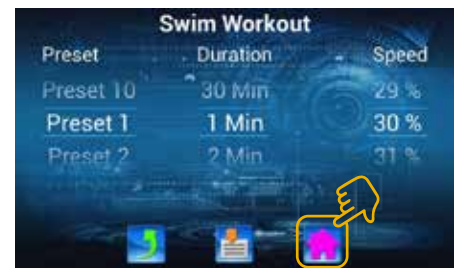 Swim Workout
Preset Duration Speed
Preset 10 30 Min 29 %
Preset 1 1 Min 30 %
Preset 2 2 Min 31 %